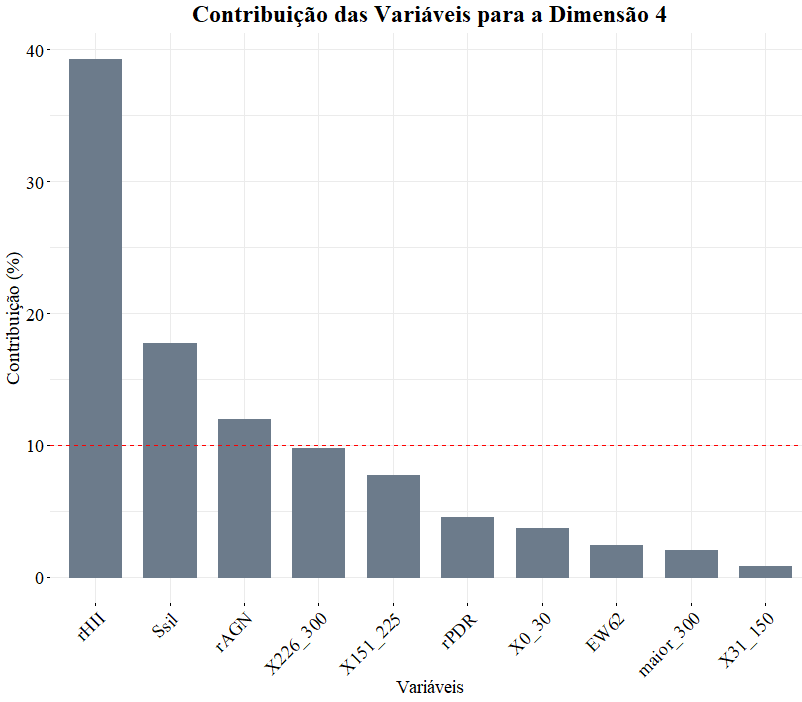 Contribuição das Variáveis para a Dimensão 4
Contribuição (%)
40
30
20
10
0
rHII
Ssil
rAGN
X226_300
X151_225
rPDR
X0_30
EW62
maior_300
X31_150
Variáveis